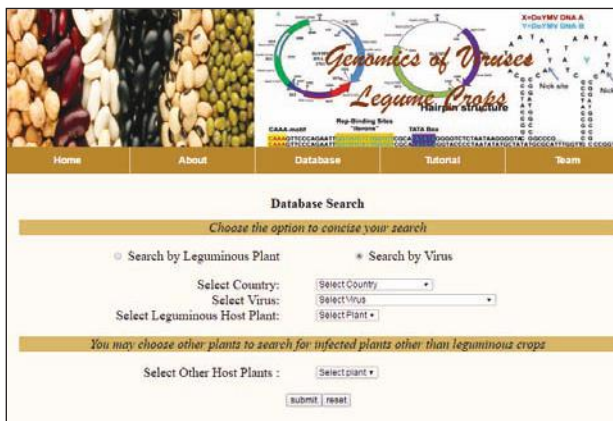 X=DoYMV DNA-A
Y=DoYMV DNA-B
Genomics of Viruses
Legume Crops
Hairpin structure
Nick site
Nick
CAAA-motif
Rep-Binding Sites
"iterons"
TATA Box
Home About Database Tutorial Team
Database Search
Choose the option to concize your search
Search by Leguminous Plant Search by Virus
Select Country: Select Country
Select Virus: Select Virus
Select Leguminous Host Plant: Select Plant
You may choose other plants to search for infected plants other than leguminous crops
Select Other Host Plants : Select plant
submit reset